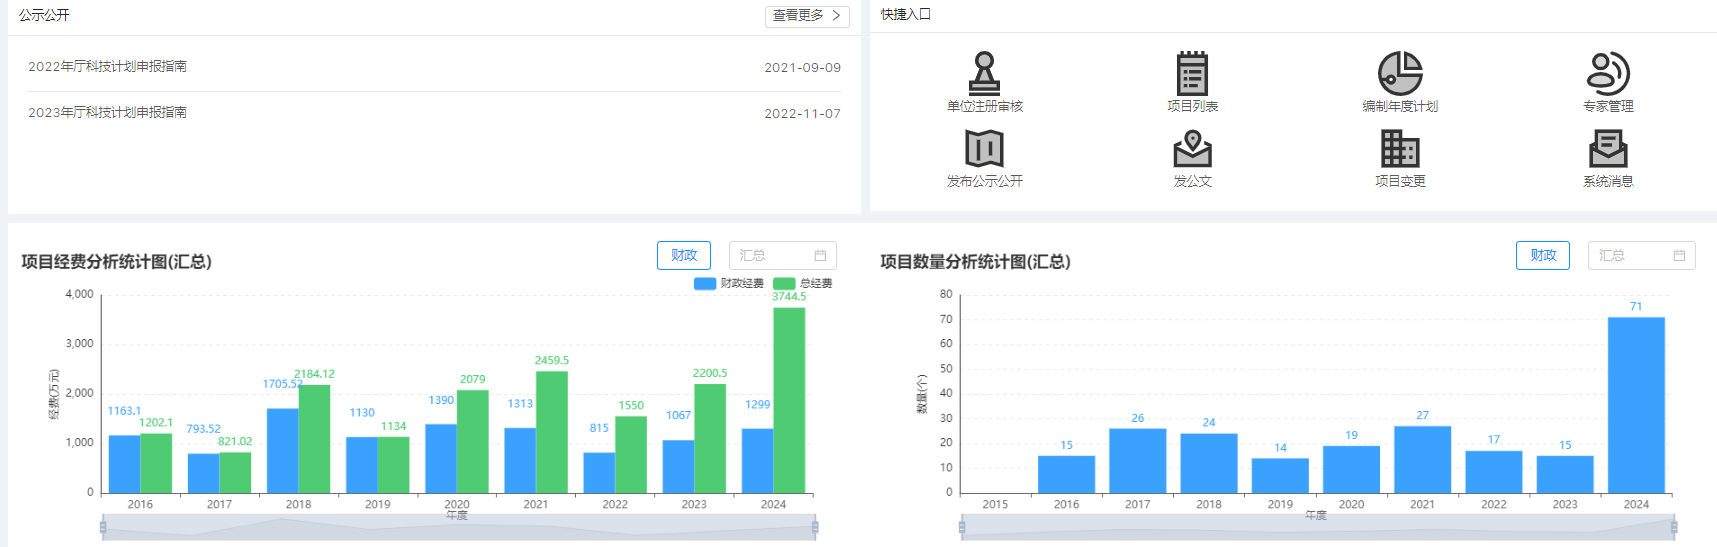 公示公开
查看更多
2022年厅科技计划申报指南
2021-09-09
2023年厅科技计划申报指南
2022-11-07
快捷入口
单位注册审核
项目列表
编制年度计划
专家管理
发布公示公开
发公文
项目变更
系统消息
项目经费分析统计图(汇总)
财政
汇总
财政经费
总经费
经费(万元)
4,000
3,000
2,000
1,000
0
1163.1
1202.1
793.52
821.02
1705.52
2184.12
1130
1134
1390
2079
1313
2459.5
815
1550
1067
2200.5
1299
3744.5
2016
2017
2018
2019
2020
2021
2022
2023
2024
年度
项目数量分析统计图(汇总)
财政
汇总
数量(个)
80
70
60
50
40
30
20
10
0
15
26
24
14
19
27
17
15
71
2015
2016
2017
2018
2019
2020
2021
2022
2023
2024
年度